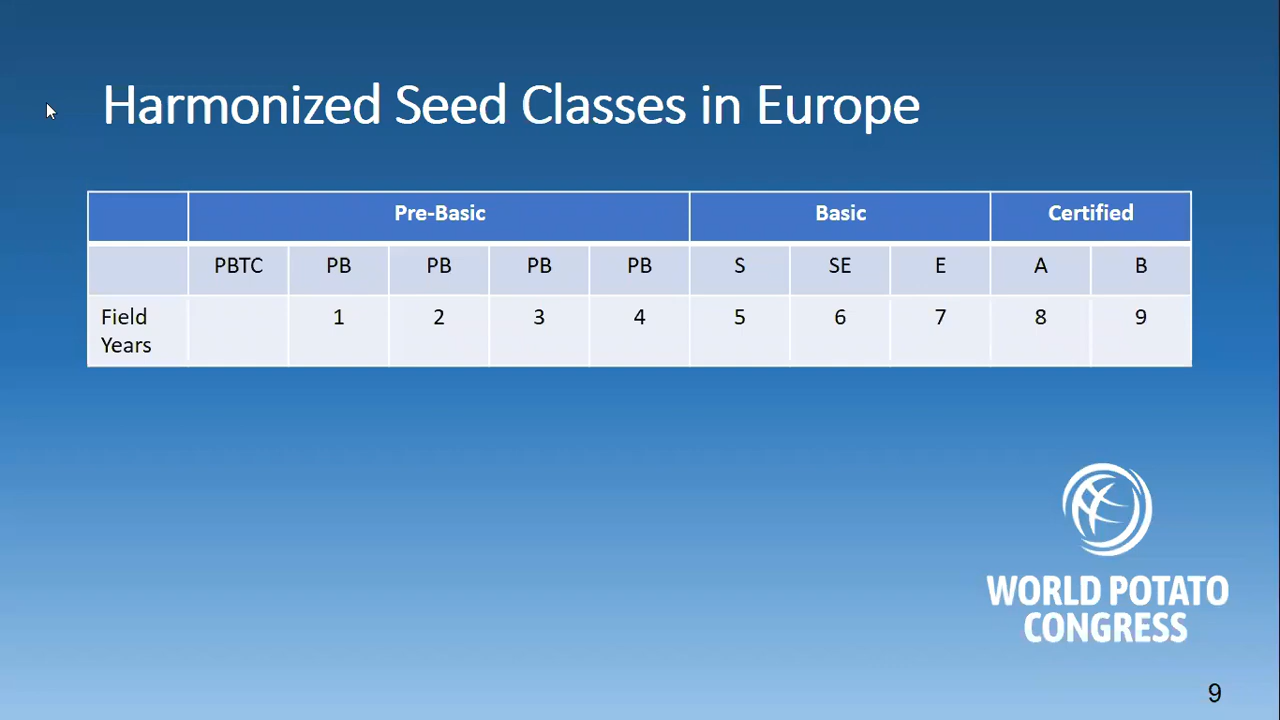 Harmonized Seed Classes in Europe
Pre-Basic Basic Certified
PBTC PB PB PB PB S SE E A B
Field Years 1 2 3 4 5 6 7 8 9
WORLD POTATO
CONGRESS
9